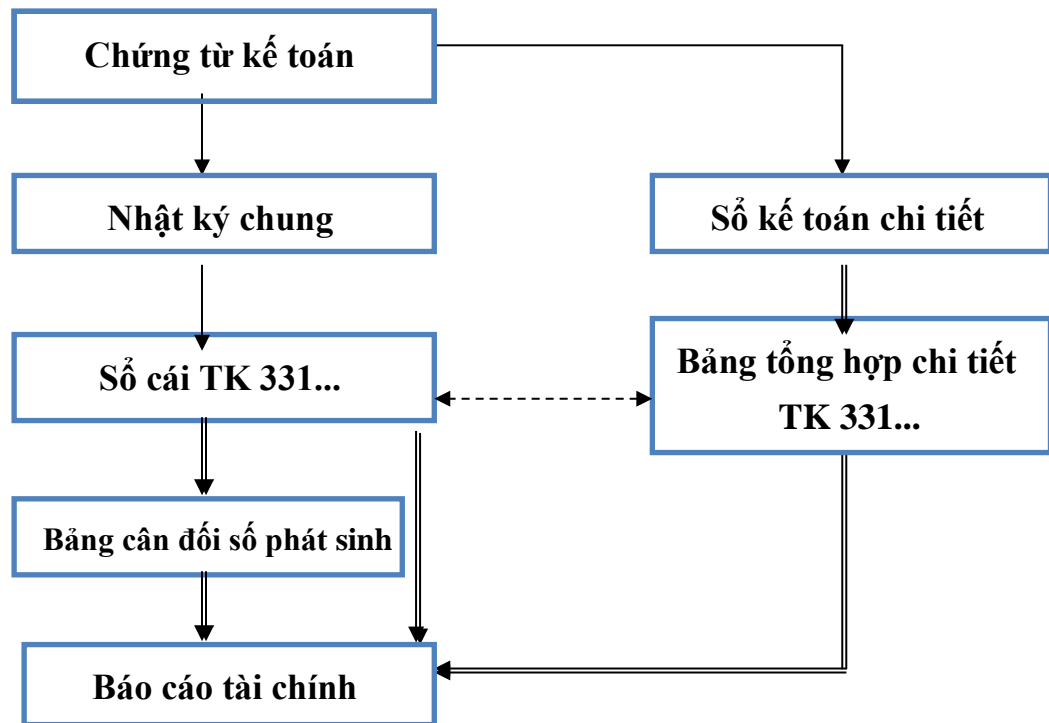 Chứng từ kế toán
Nhật ký chung
Sổ kế toán chi tiết
Sổ cái TK 331...
Bảng tổng hợp chi tiết
TK 331...
Bảng cân đối số phát sinh
Báo cáo tài chính